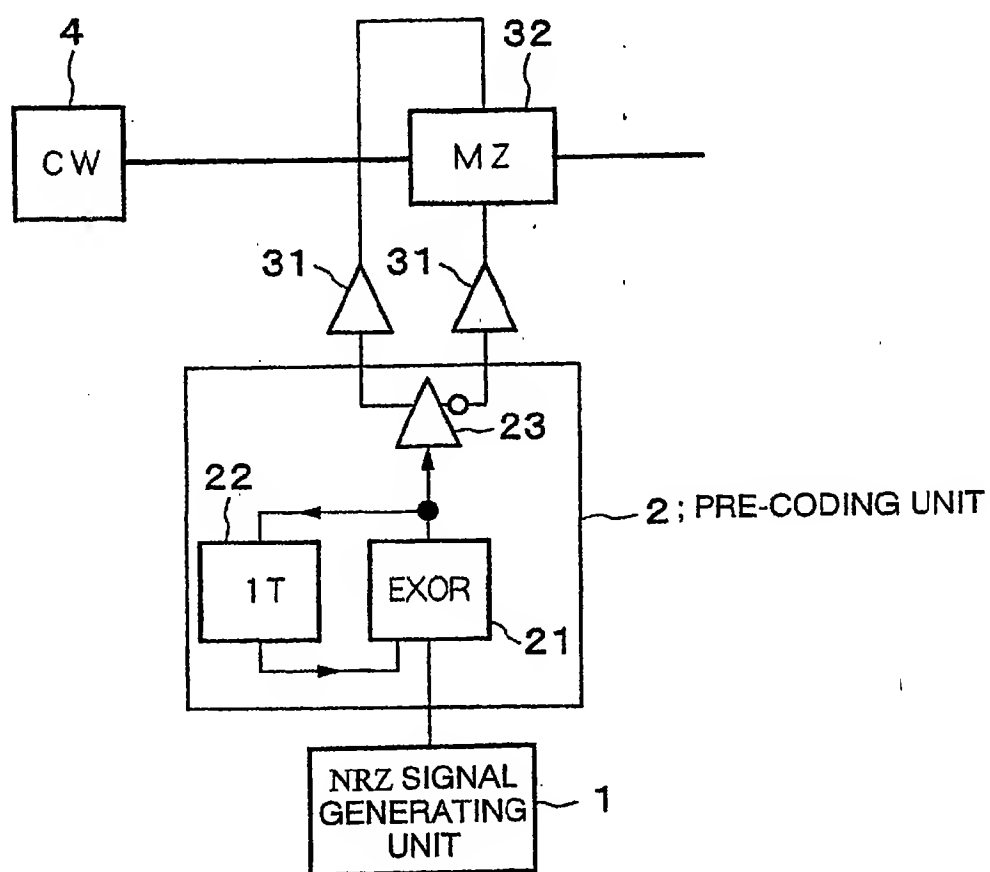 4
32
CW
MZ
31
31
23
22
2 ; PRE-CODING UNIT
1T
EXOR
21
NRZ SIGNAL
GENERATING
UNIT
1